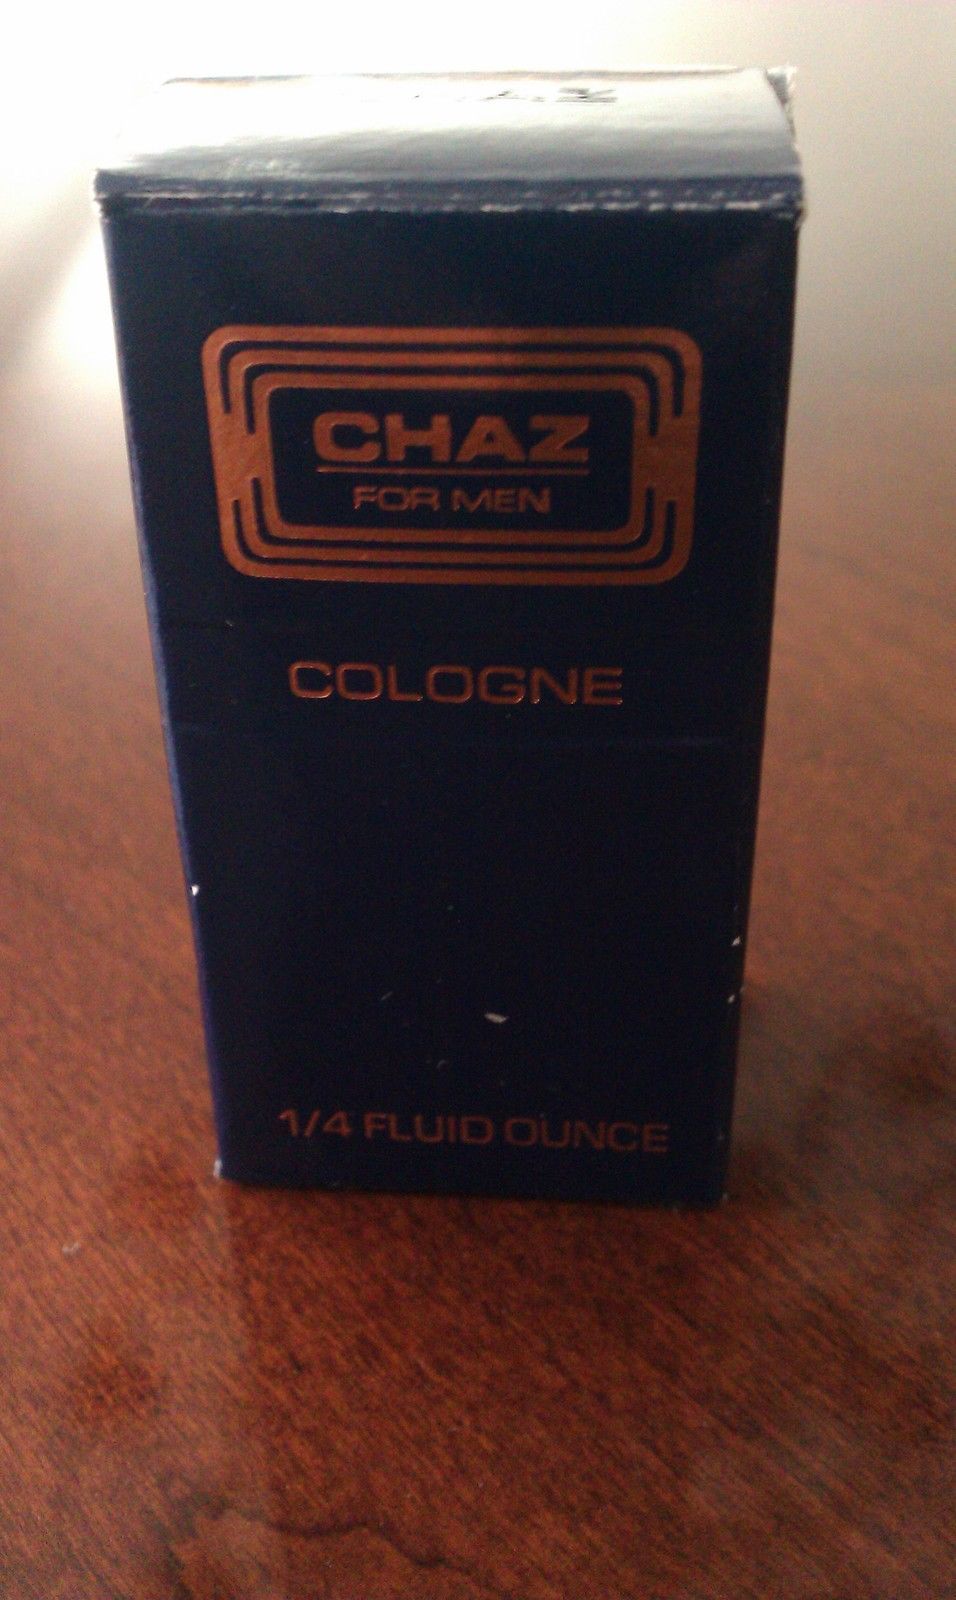 CHAZ
FOR MEN
COLOGNE
1/4 FLUID OUNCE